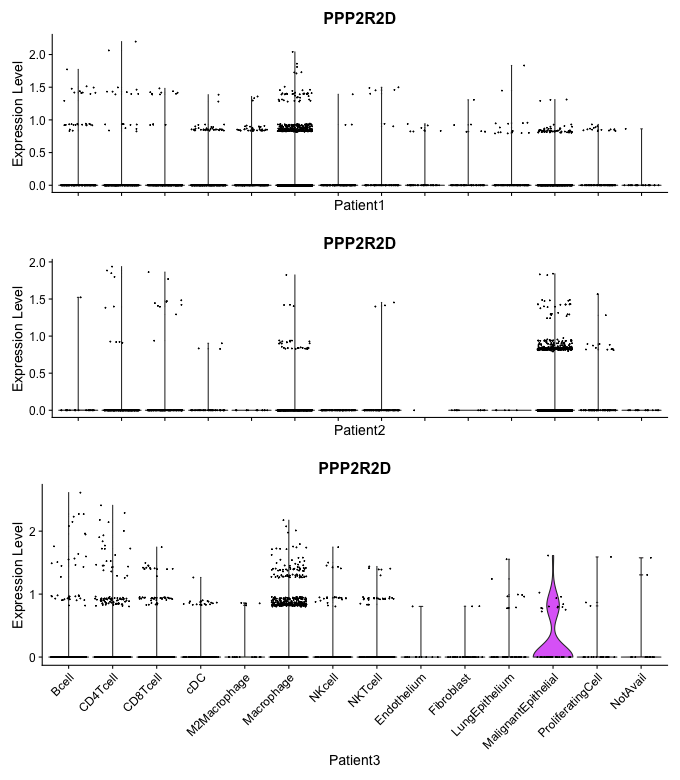 PPP2R2D
Expression Level
2.0
1.5
1.0
0.5
0.0
Patient1
PPP2R2D
Expression Level
2.0
1.5
1.0
0.5
0.0
Patient2
PPP2R2D
Expression Level
2
1
0
Bcell
CD4Tcell
CD8Tcell
cDC
M2Macrophage
Macrophage
NKcell
NKTcell
Endothelium
Fibroblast
LungEpithelium
MalignantEpithelial
ProliferatingCell
NotAvail
Patient3